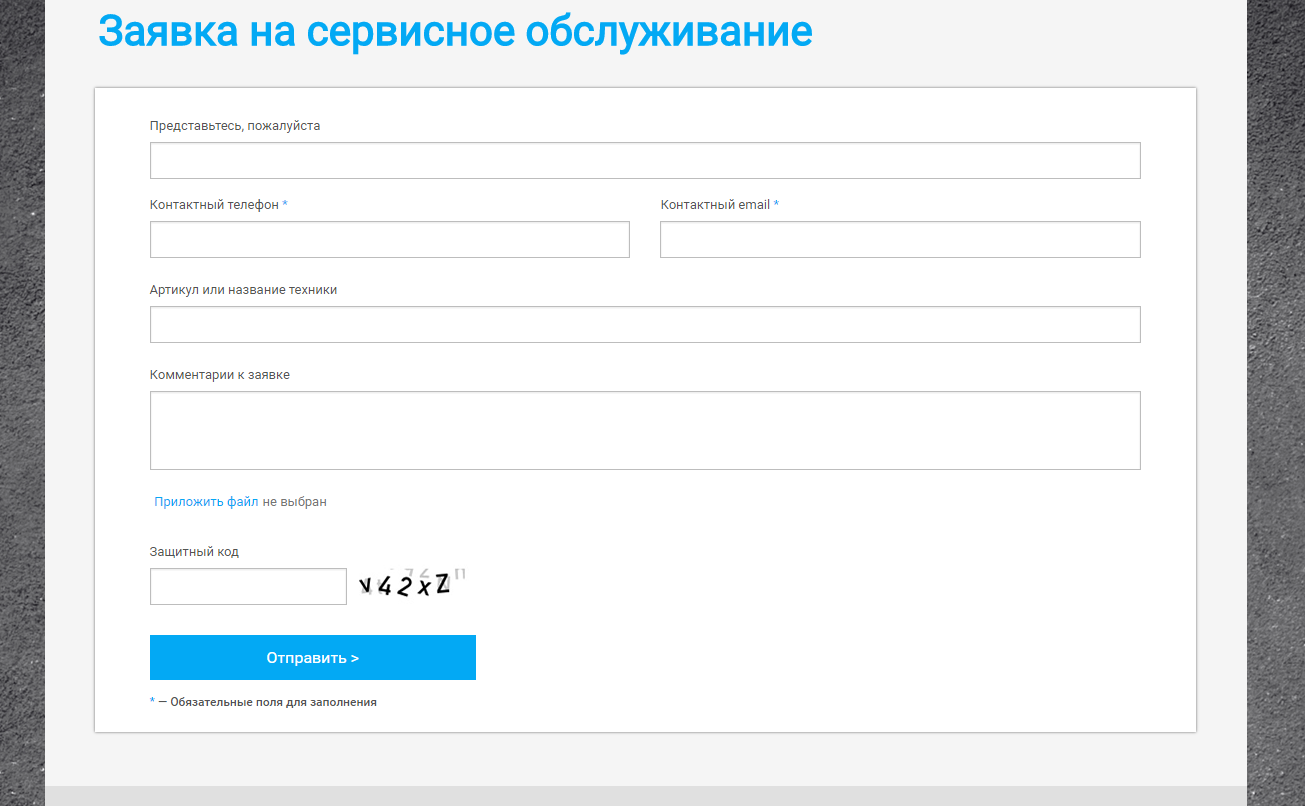 Заявка на сервисное обслуживание
Представьтесь, пожалуйста
Контактный телефон * Контактный email *
Артикул или название техники
Комментарии к заявке
Приложить файл не выбран
Защитный код
v42xZ
Отправить >
* — Обязательные поля для заполнения